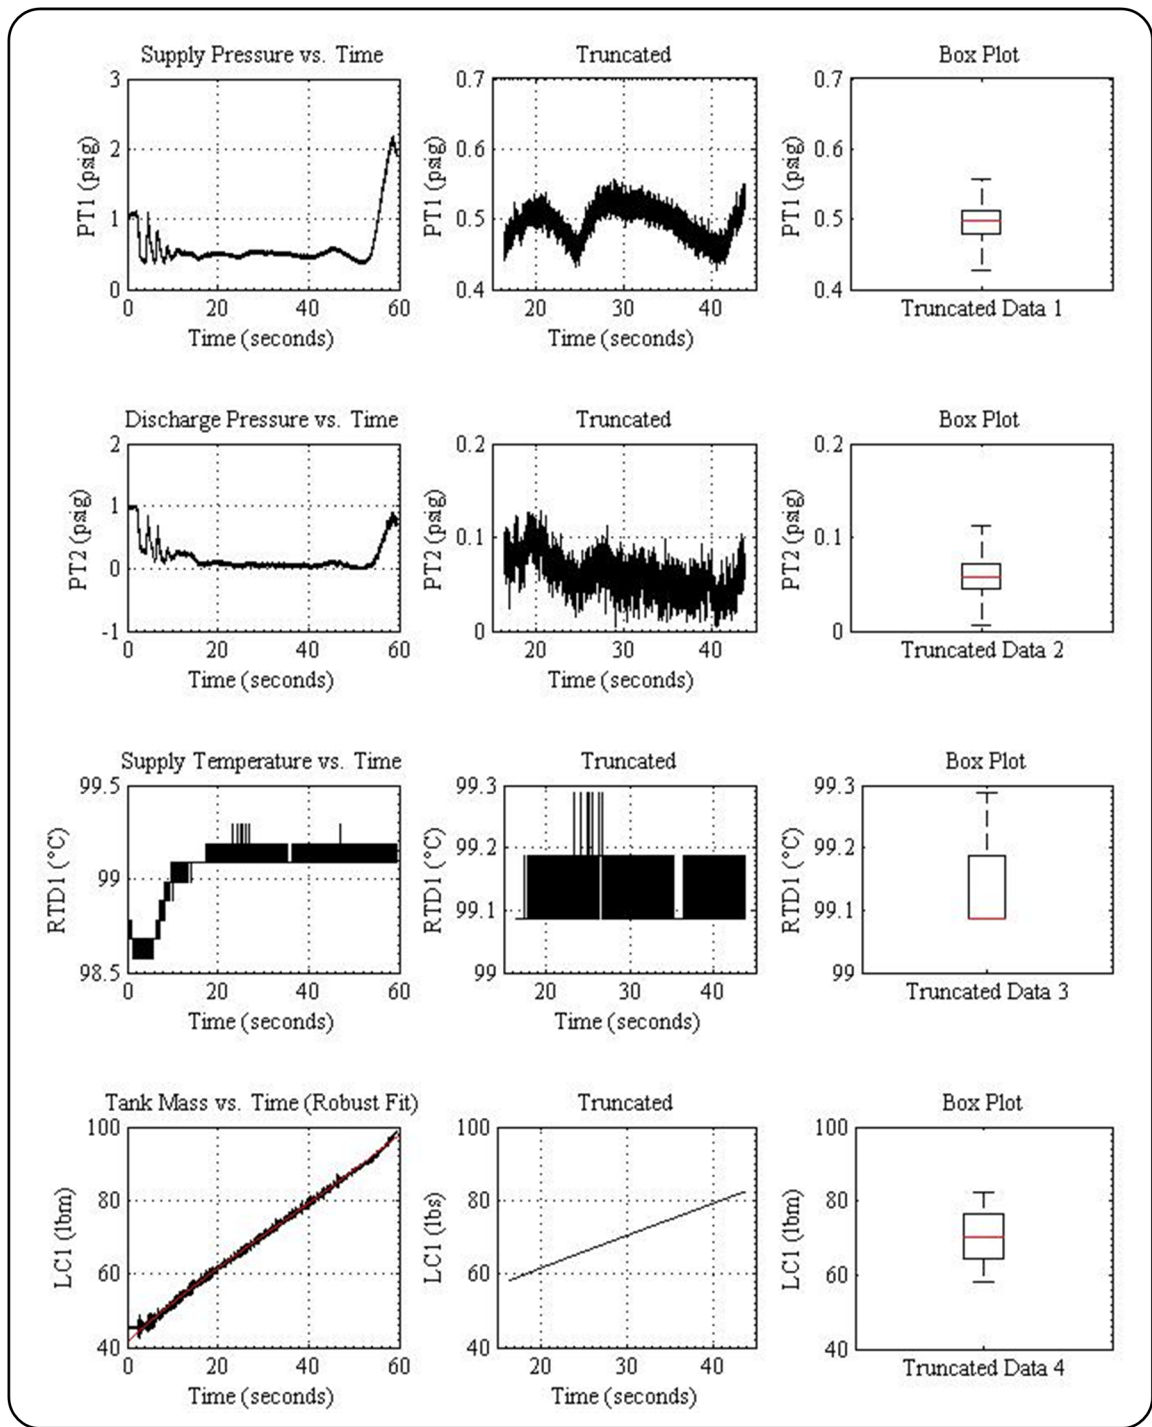 Supply Pressure vs. Time
Truncated
Box Plot
PT1 (psig)
3
2
1
0
0 20 40 60
Time (seconds)
PT1 (psig)
0.7
0.6
0.5
0.4
20 30 40
Time (seconds)
PT1 (psig)
0.7
0.6
0.5
0.4
Truncated Data 1
Discharge Pressure vs. Time
Truncated
Box Plot
PT2 (psig)
2
1
0
-1
0 20 40 60
Time (seconds)
PT2 (psig)
0.2
0.1
0
20 30 40
Time (seconds)
PT2 (psig)
0.2
0.1
0
Truncated Data 2
Supply Temperature vs. Time
Truncated
Box Plot
RTD1 (°C)
99.5
99
98.5
0 20 40 60
Time (seconds)
RTD1 (°C)
99.3
99.2
99.1
99
20 30 40
Time (seconds)
RTD1 (°C)
99.3
99.2
99.1
99
Truncated Data 3
Tank Mass vs. Time (Robust Fit)
Truncated
Box Plot
LC1 (lbm)
100
80
60
40
0 20 40 60
Time (seconds)
LC1 (lbs)
100
80
60
40
20 30 40
Time (seconds)
LC1 (lbm)
100
80
60
40
Truncated Data 4